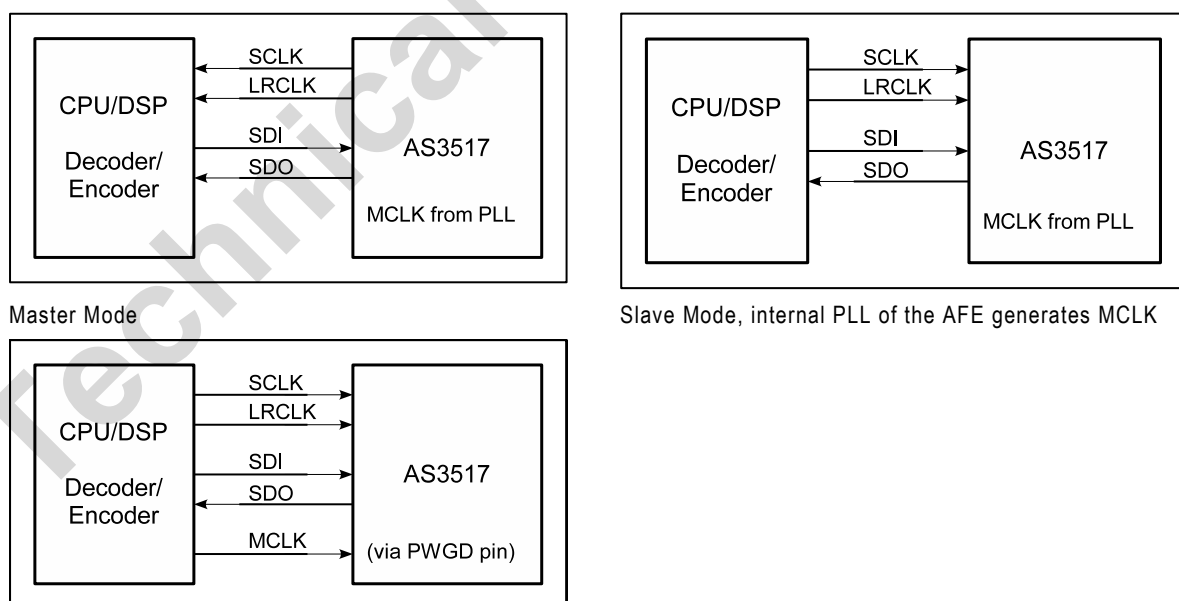 SCLK
LRCLK
CPU/DSP
SDI
Decoder/
Encoder
SDO
AS3517
MCLK from PLL
Master Mode
SCLK
LRCLK
CPU/DSP
SDI
Decoder/
Encoder
SDO
AS3517
MCLK from PLL
Slave Mode, internal PLL of the AFE generates MCLK
SCLK
LRCLK
CPU/DSP
SDI
Decoder/
Encoder
SDO
MCLK
AS3517
(via PWGD pin)
Technical